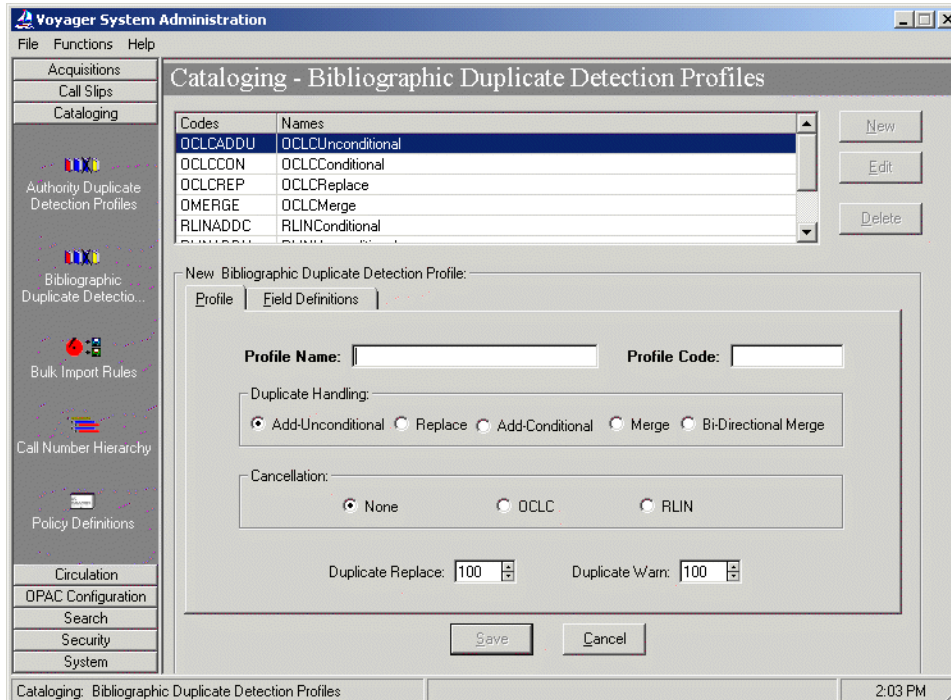 Voyager System Administration
File Functions Help
Acquisitions
Call Slips
Cataloging
Authority Duplicate
Detection Profiles
Bibliographic
Duplicate Detectio...
Bulk Import Rules
Call Number Hierarchy
Policy Definitions
Circulation
OPAC Configuration
Search
Security
System
Cataloging - Bibliographic Duplicate Detection Profiles
Codes Names
OCLCADDU OCLCUnconditional
OCLCCON OCLCConditional
OCLCREP OCLCReplace
OMERGE OCLCMerge
RLINADDC RLINConditional
New
Edit
Delete
New Bibliographic Duplicate Detection Profile:
Profile Field Definitions
Profile Name: Profile Code:
Duplicate Handling:
Add-Unconditional Replace Add-Conditional Merge Bi-Directional Merge
Cancellation:
None OCLC RLIN
Duplicate Replace: 100 Duplicate Warn: 100
Save Cancel
Cataloging: Bibliographic Duplicate Detection Profiles 2:03 PM